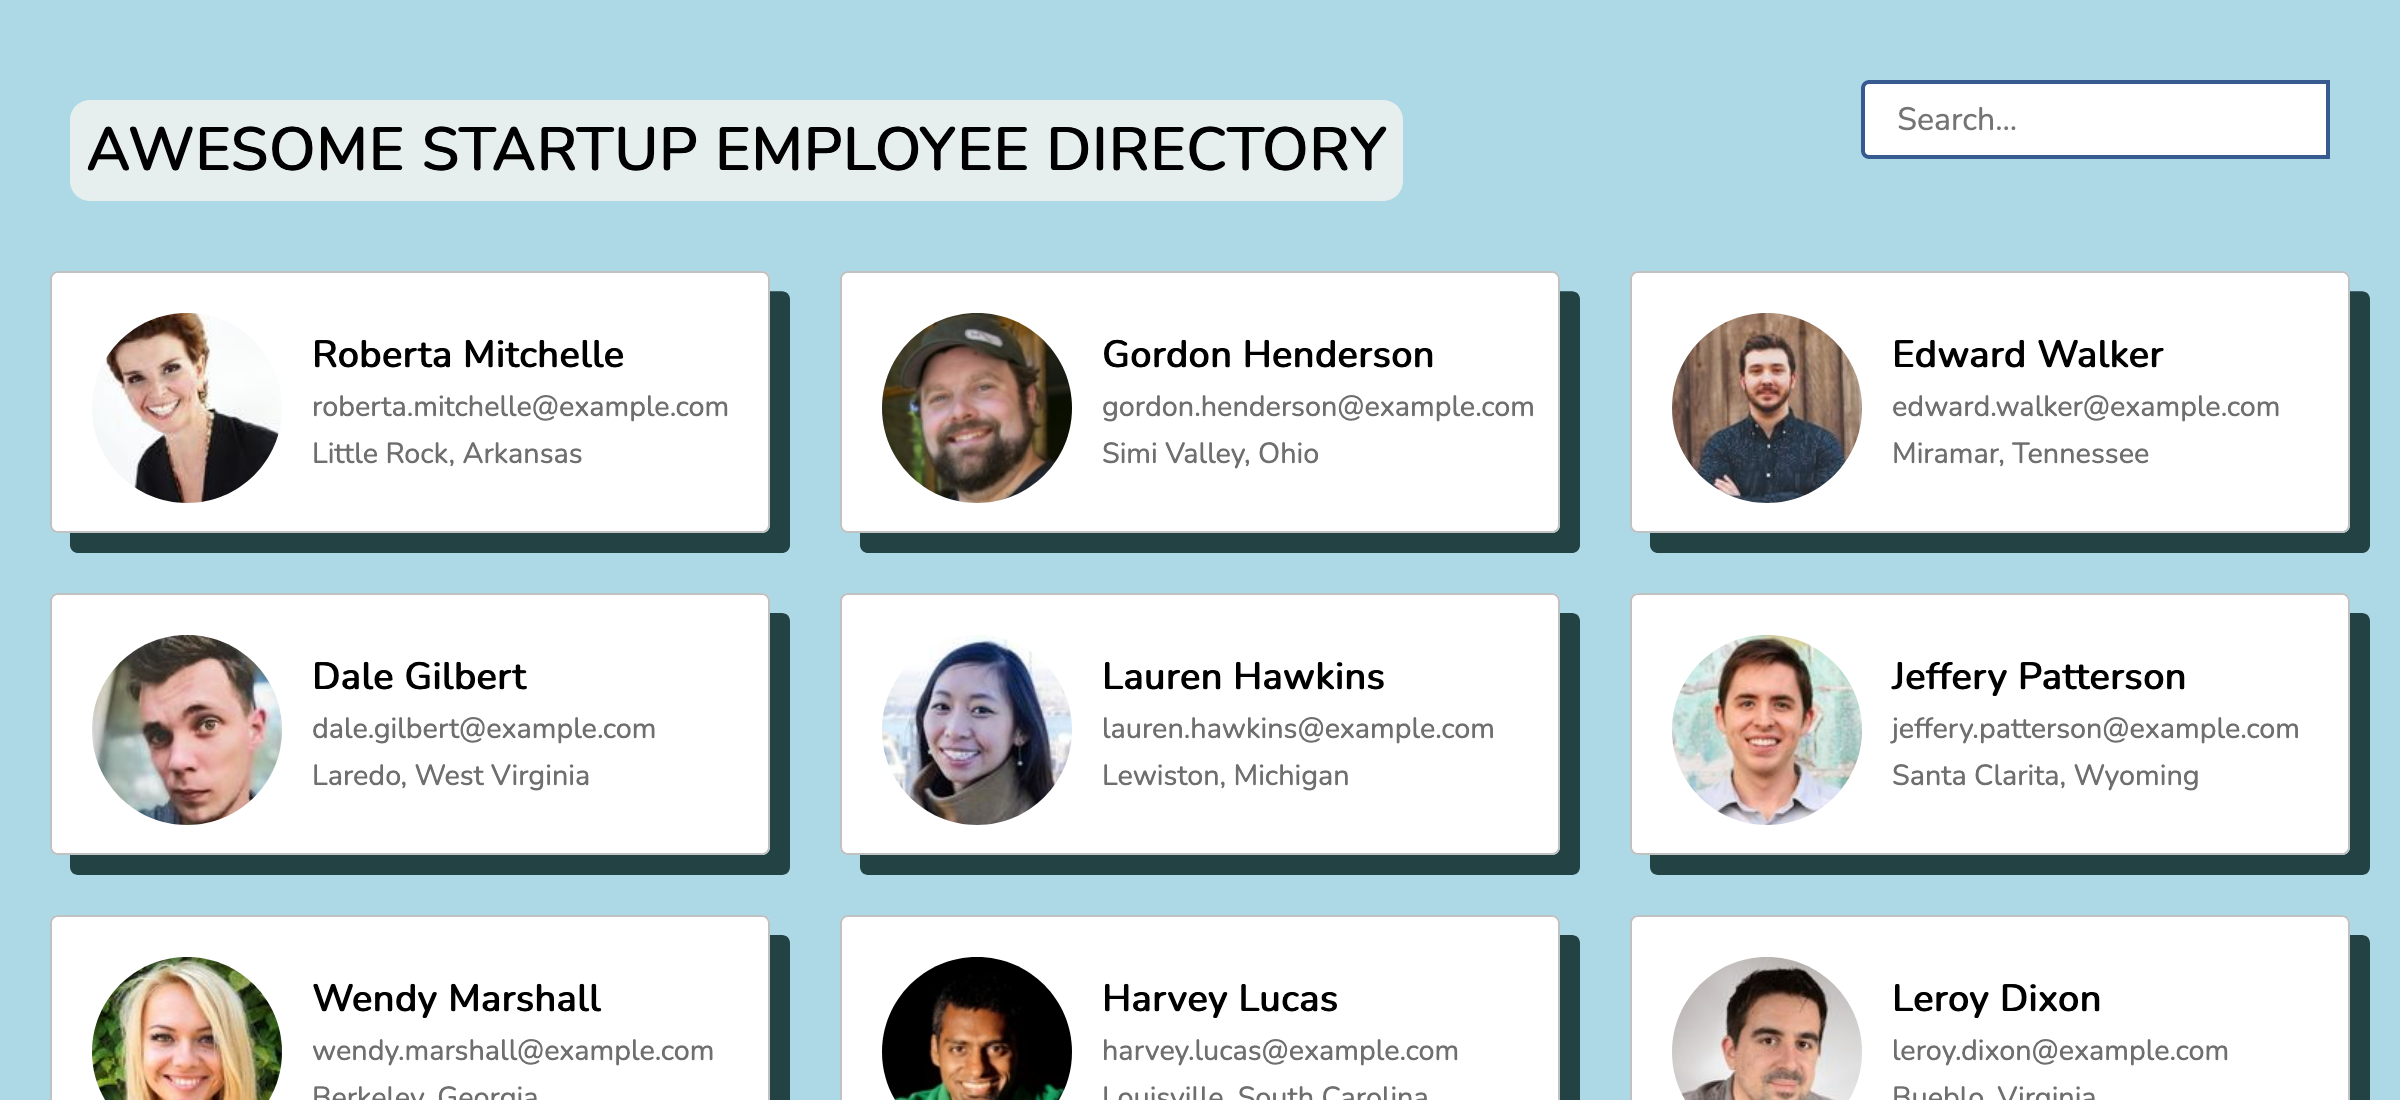 AWESOME STARTUP EMPLOYEE DIRECTORY
Search...
Roberta Mitchelle
roberta.mitchelle@example.com
Little Rock, Arkansas
Gordon Henderson
gordon.henderson@example.com
Simi Valley, Ohio
Edward Walker
edward.walker@example.com
Miramar, Tennessee
Dale Gilbert
dale.gilbert@example.com
Laredo, West Virginia
Lauren Hawkins
lauren.hawkins@example.com
Lewiston, Michigan
Jeffery Patterson
jeffery.patterson@example.com
Santa Clarita, Wyoming
Wendy Marshall
wendy.marshall@example.com
Berkeley, Georgia
Harvey Lucas
harvey.lucas@example.com
Louisville, South Carolina
Leroy Dixon
leroy.dixon@example.com
Virginia